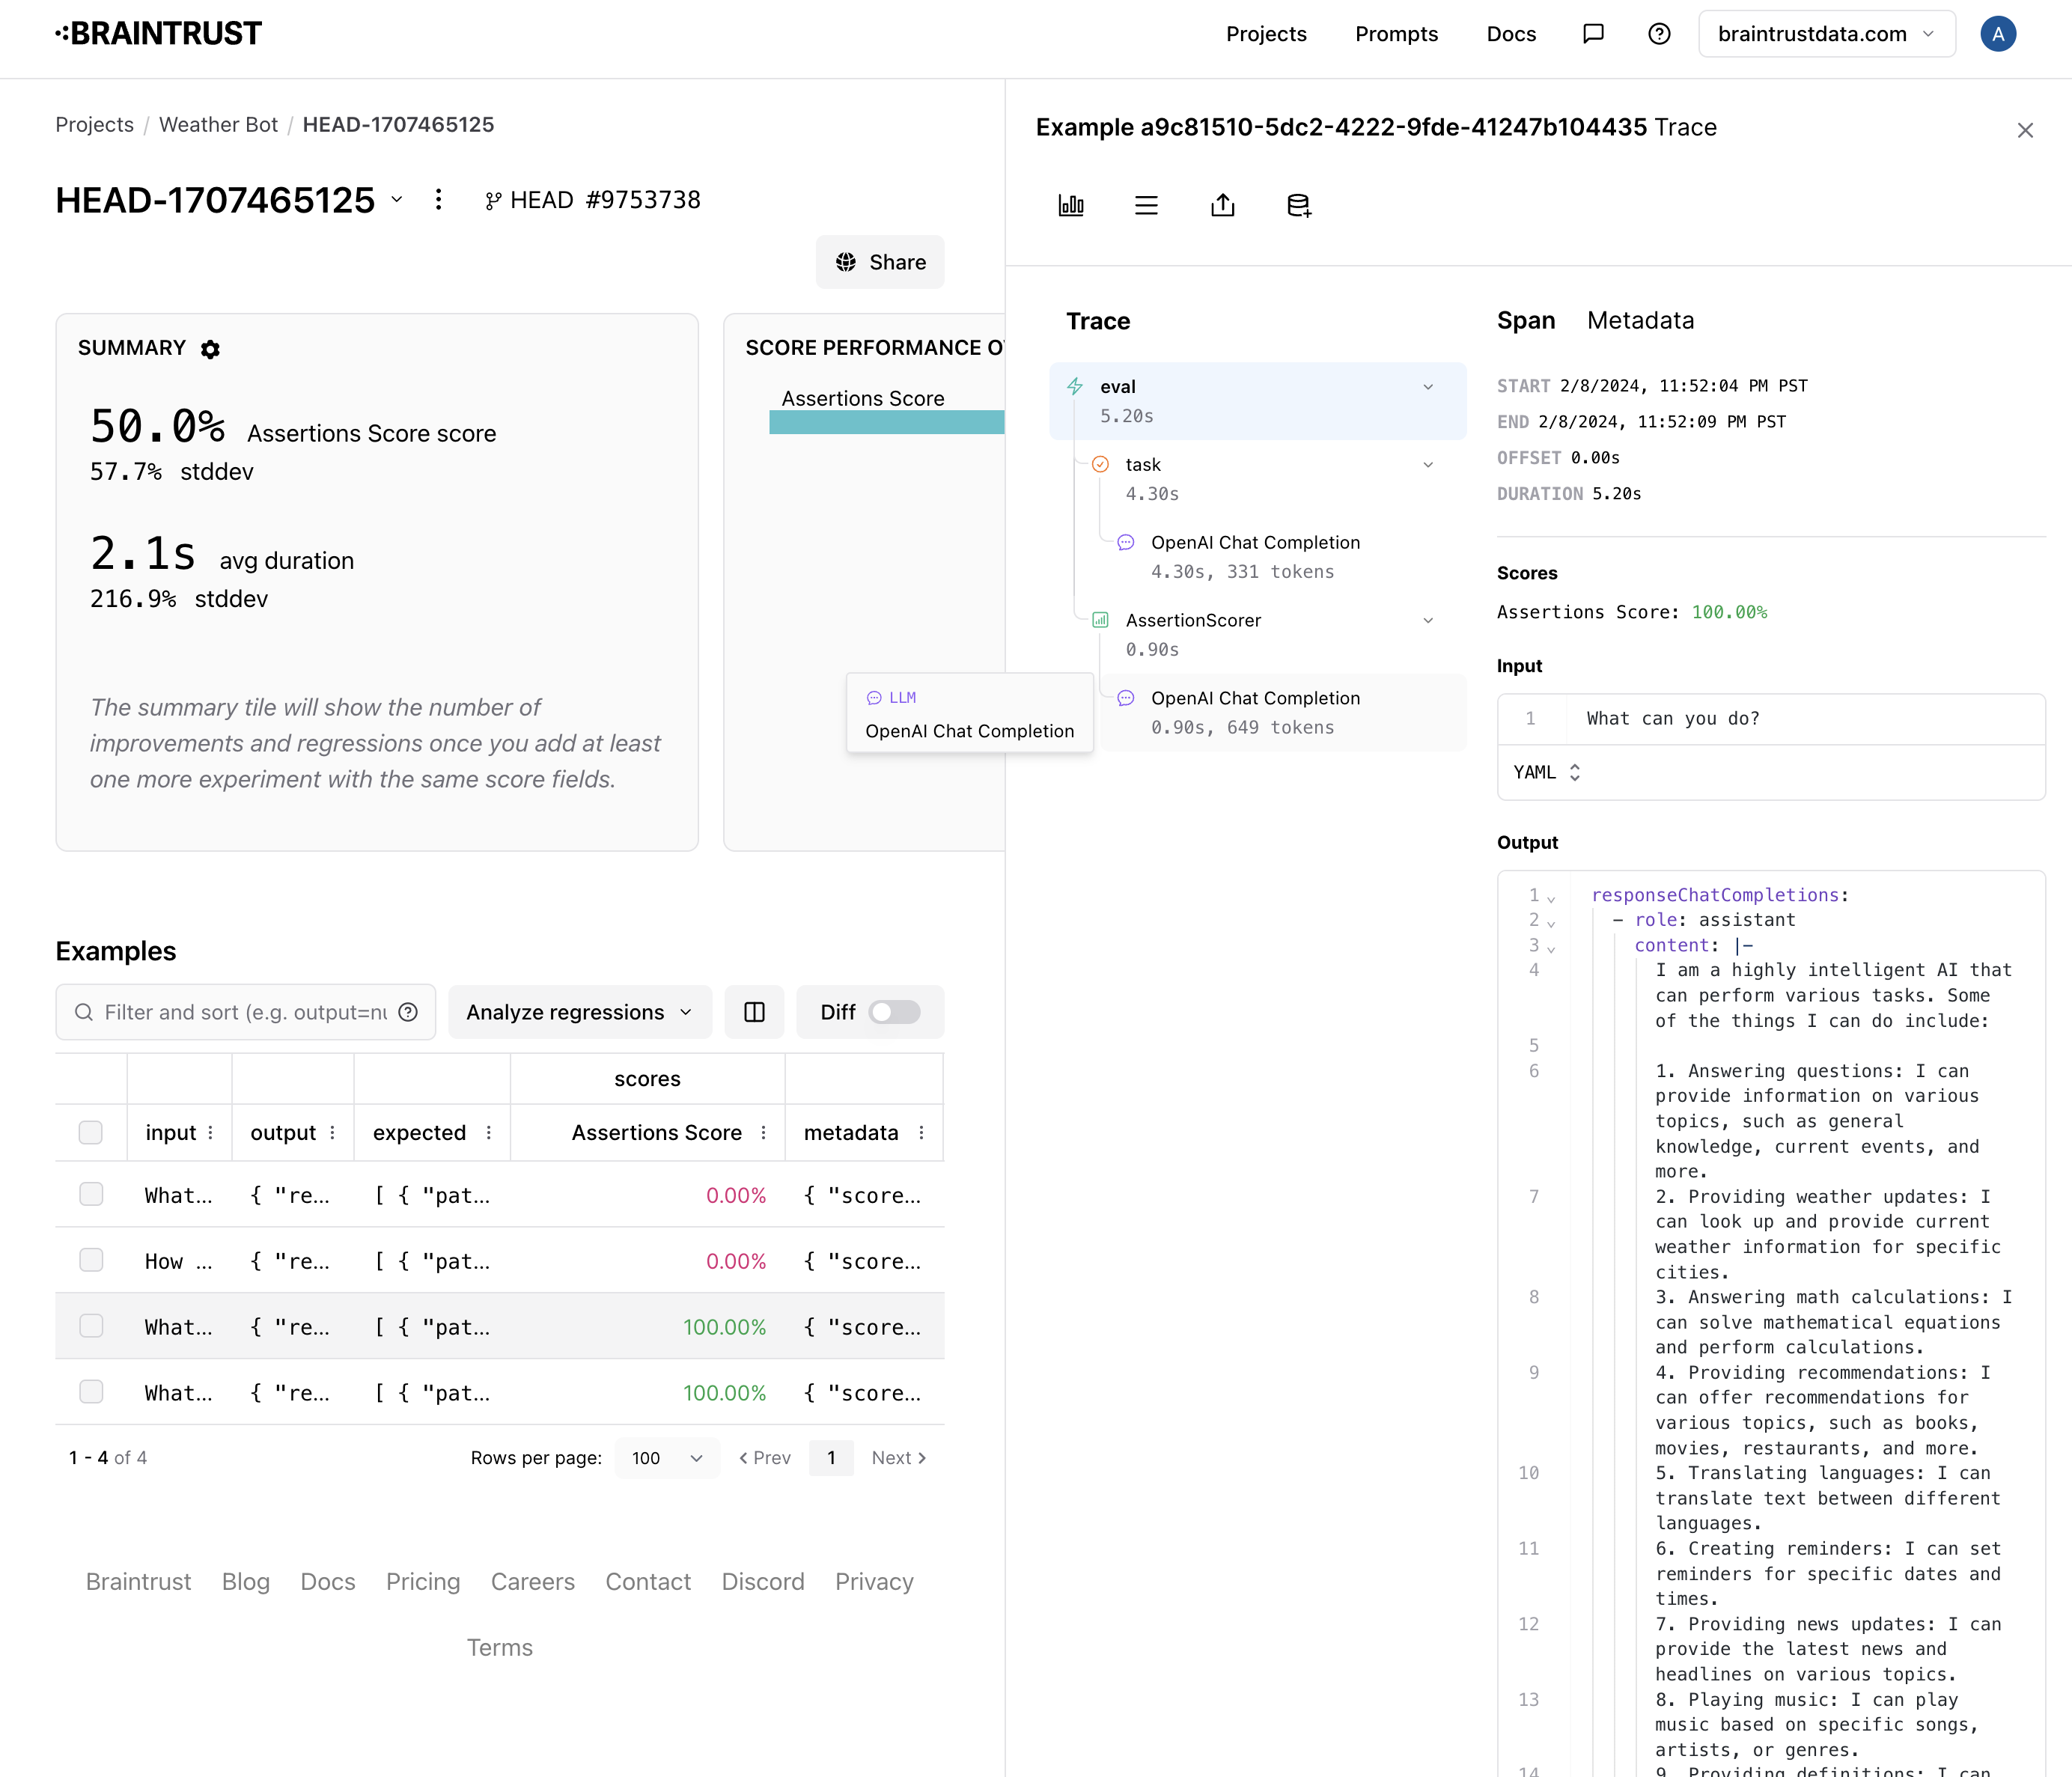 BRAINTRUST
Projects
Prompts
Docs
braintrustdata.com
A
Projects / Weather Bot / HEAD-1707465125
HEAD-1707465125
HEAD #9753738
Share
SUMMARY
50.0% Assertions Score score
57.7% stddev
2.1s avg duration
216.9% stddev
The summary tile will show the number of
improvements and regressions once you add at least
one more experiment with the same score fields.
SCORE PERFORMANCE O
Assertions Score
Examples
Filter and sort (e.g. output=nu
Analyze regressions
Diff
scores
input
output
expected
Assertions Score
metadata
What... { "re... [ { "pat... 0.00% { "score...
How ... { "re... [ { "pat... 0.00% { "score...
What... { "re... [ { "pat... 100.00% { "score...
What... { "re... [ { "pat... 100.00% { "score...
1 - 4 of 4
Rows per page: 100
Prev 1 Next
Braintrust Blog Docs Pricing Careers Contact Discord Privacy
Terms
Example a9c81510-5dc2-4222-9fde-41247b104435 Trace
Trace
eval
5.20s
task
4.30s
OpenAI Chat Completion
4.30s, 331 tokens
AssertionScorer
0.90s
OpenAI Chat Completion
0.90s, 649 tokens
LLM
OpenAI Chat Completion
Span Metadata
START 2/8/2024, 11:52:04 PM PST
END 2/8/2024, 11:52:09 PM PST
OFFSET 0.00s
DURATION 5.20s
Scores
Assertions Score: 100.00%
Input
1 What can you do?
YAML
Output
1 responseChatCompletions:
2 - role: assistant
3 content: |-
4 I am a highly intelligent AI that
can perform various tasks. Some
of the things I can do include:
5
6 1. Answering questions: I can
provide information on various
topics, such as general
knowledge, current events, and
more.
7 2. Providing weather updates: I
can look up and provide current
weather information for specific
cities.
8 3. Answering math calculations: I
can solve mathematical equations
and perform calculations.
9 4. Providing recommendations: I
can offer recommendations for
various topics, such as books,
movies, restaurants, and more.
10 5. Translating languages: I can
translate text between different
languages.
11 6. Creating reminders: I can set
reminders for specific dates and
times.
12 7. Providing news updates: I can
provide the latest news and
headlines on various topics.
13 8. Playing music: I can play
music based on specific songs,
artists, or genres.
14 9. Providing definitions: I can